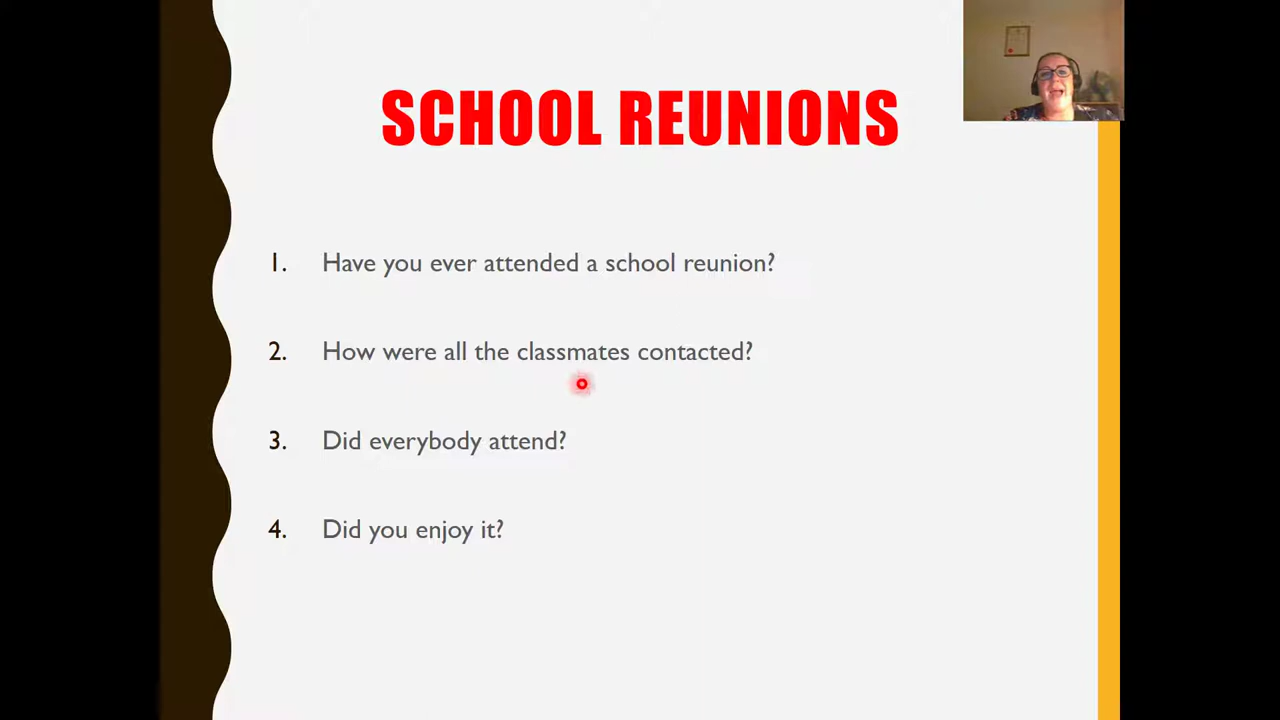 SCHOOL REUNIONS
1. Have you ever attended a school reunion?
2. How were all the classmates contacted?
3. Did everybody attend?
4. Did you enjoy it?